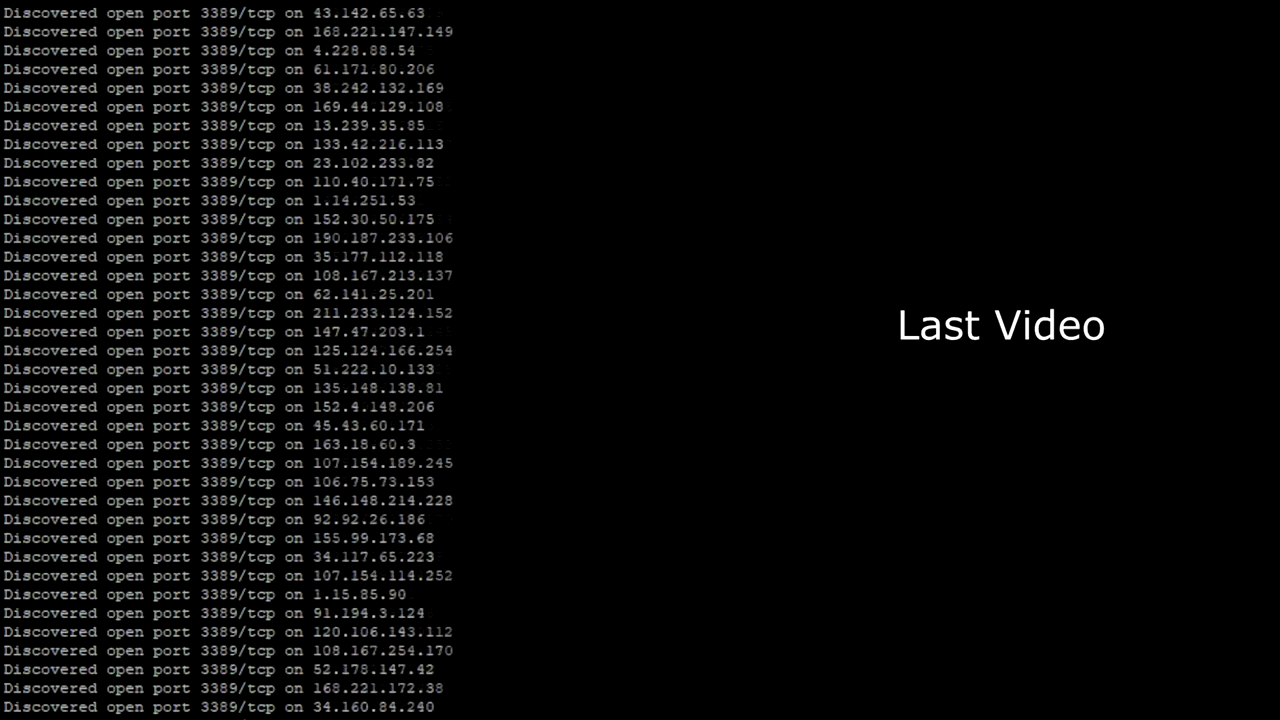 Discovered open port 3389/tcp on 43.142.65.63
Discovered open port 3389/tcp on 168.221.147.149
Discovered open port 3389/tcp on 4.228.88.54
Discovered open port 3389/tcp on 61.171.80.206
Discovered open port 3389/tcp on 38.242.132.169
Discovered open port 3389/tcp on 169.44.129.108
Discovered open port 3389/tcp on 13.239.35.85
Discovered open port 3389/tcp on 133.42.216.113
Discovered open port 3389/tcp on 23.102.233.82
Discovered open port 3389/tcp on 110.40.171.75
Discovered open port 3389/tcp on 1.14.251.53
Discovered open port 3389/tcp on 152.30.50.175
Discovered open port 3389/tcp on 190.187.233.106
Discovered open port 3389/tcp on 35.177.112.118
Discovered open port 3389/tcp on 108.167.213.137
Discovered open port 3389/tcp on 62.141.25.201
Discovered open port 3389/tcp on 211.233.124.152
Last Video
Discovered open port 3389/tcp on 147.47.203.1
Discovered open port 3389/tcp on 125.124.166.254
Discovered open port 3389/tcp on 51.222.10.133
Discovered open port 3389/tcp on 135.148.138.81
Discovered open port 3389/tcp on 152.4.148.206
Discovered open port 3389/tcp on 45.43.60.171
Discovered open port 3389/tcp on 163.18.60.3
Discovered open port 3389/tcp on 107.154.189.245
Discovered open port 3389/tcp on 106.75.73.153
Discovered open port 3389/tcp on 146.148.214.228
Discovered open port 3389/tcp on 92.92.26.186
Discovered open port 3389/tcp on 155.99.173.68
Discovered open port 3389/tcp on 34.117.65.223
Discovered open port 3389/tcp on 107.154.114.252
Discovered open port 3389/tcp on 1.15.85.90
Discovered open port 3389/tcp on 91.194.3.124
Discovered open port 3389/tcp on 120.106.143.112
Discovered open port 3389/tcp on 108.167.254.170
Discovered open port 3389/tcp on 52.178.147.42
Discovered open port 3389/tcp on 168.221.172.38
Discovered open port 3389/tcp on 34.160.84.240